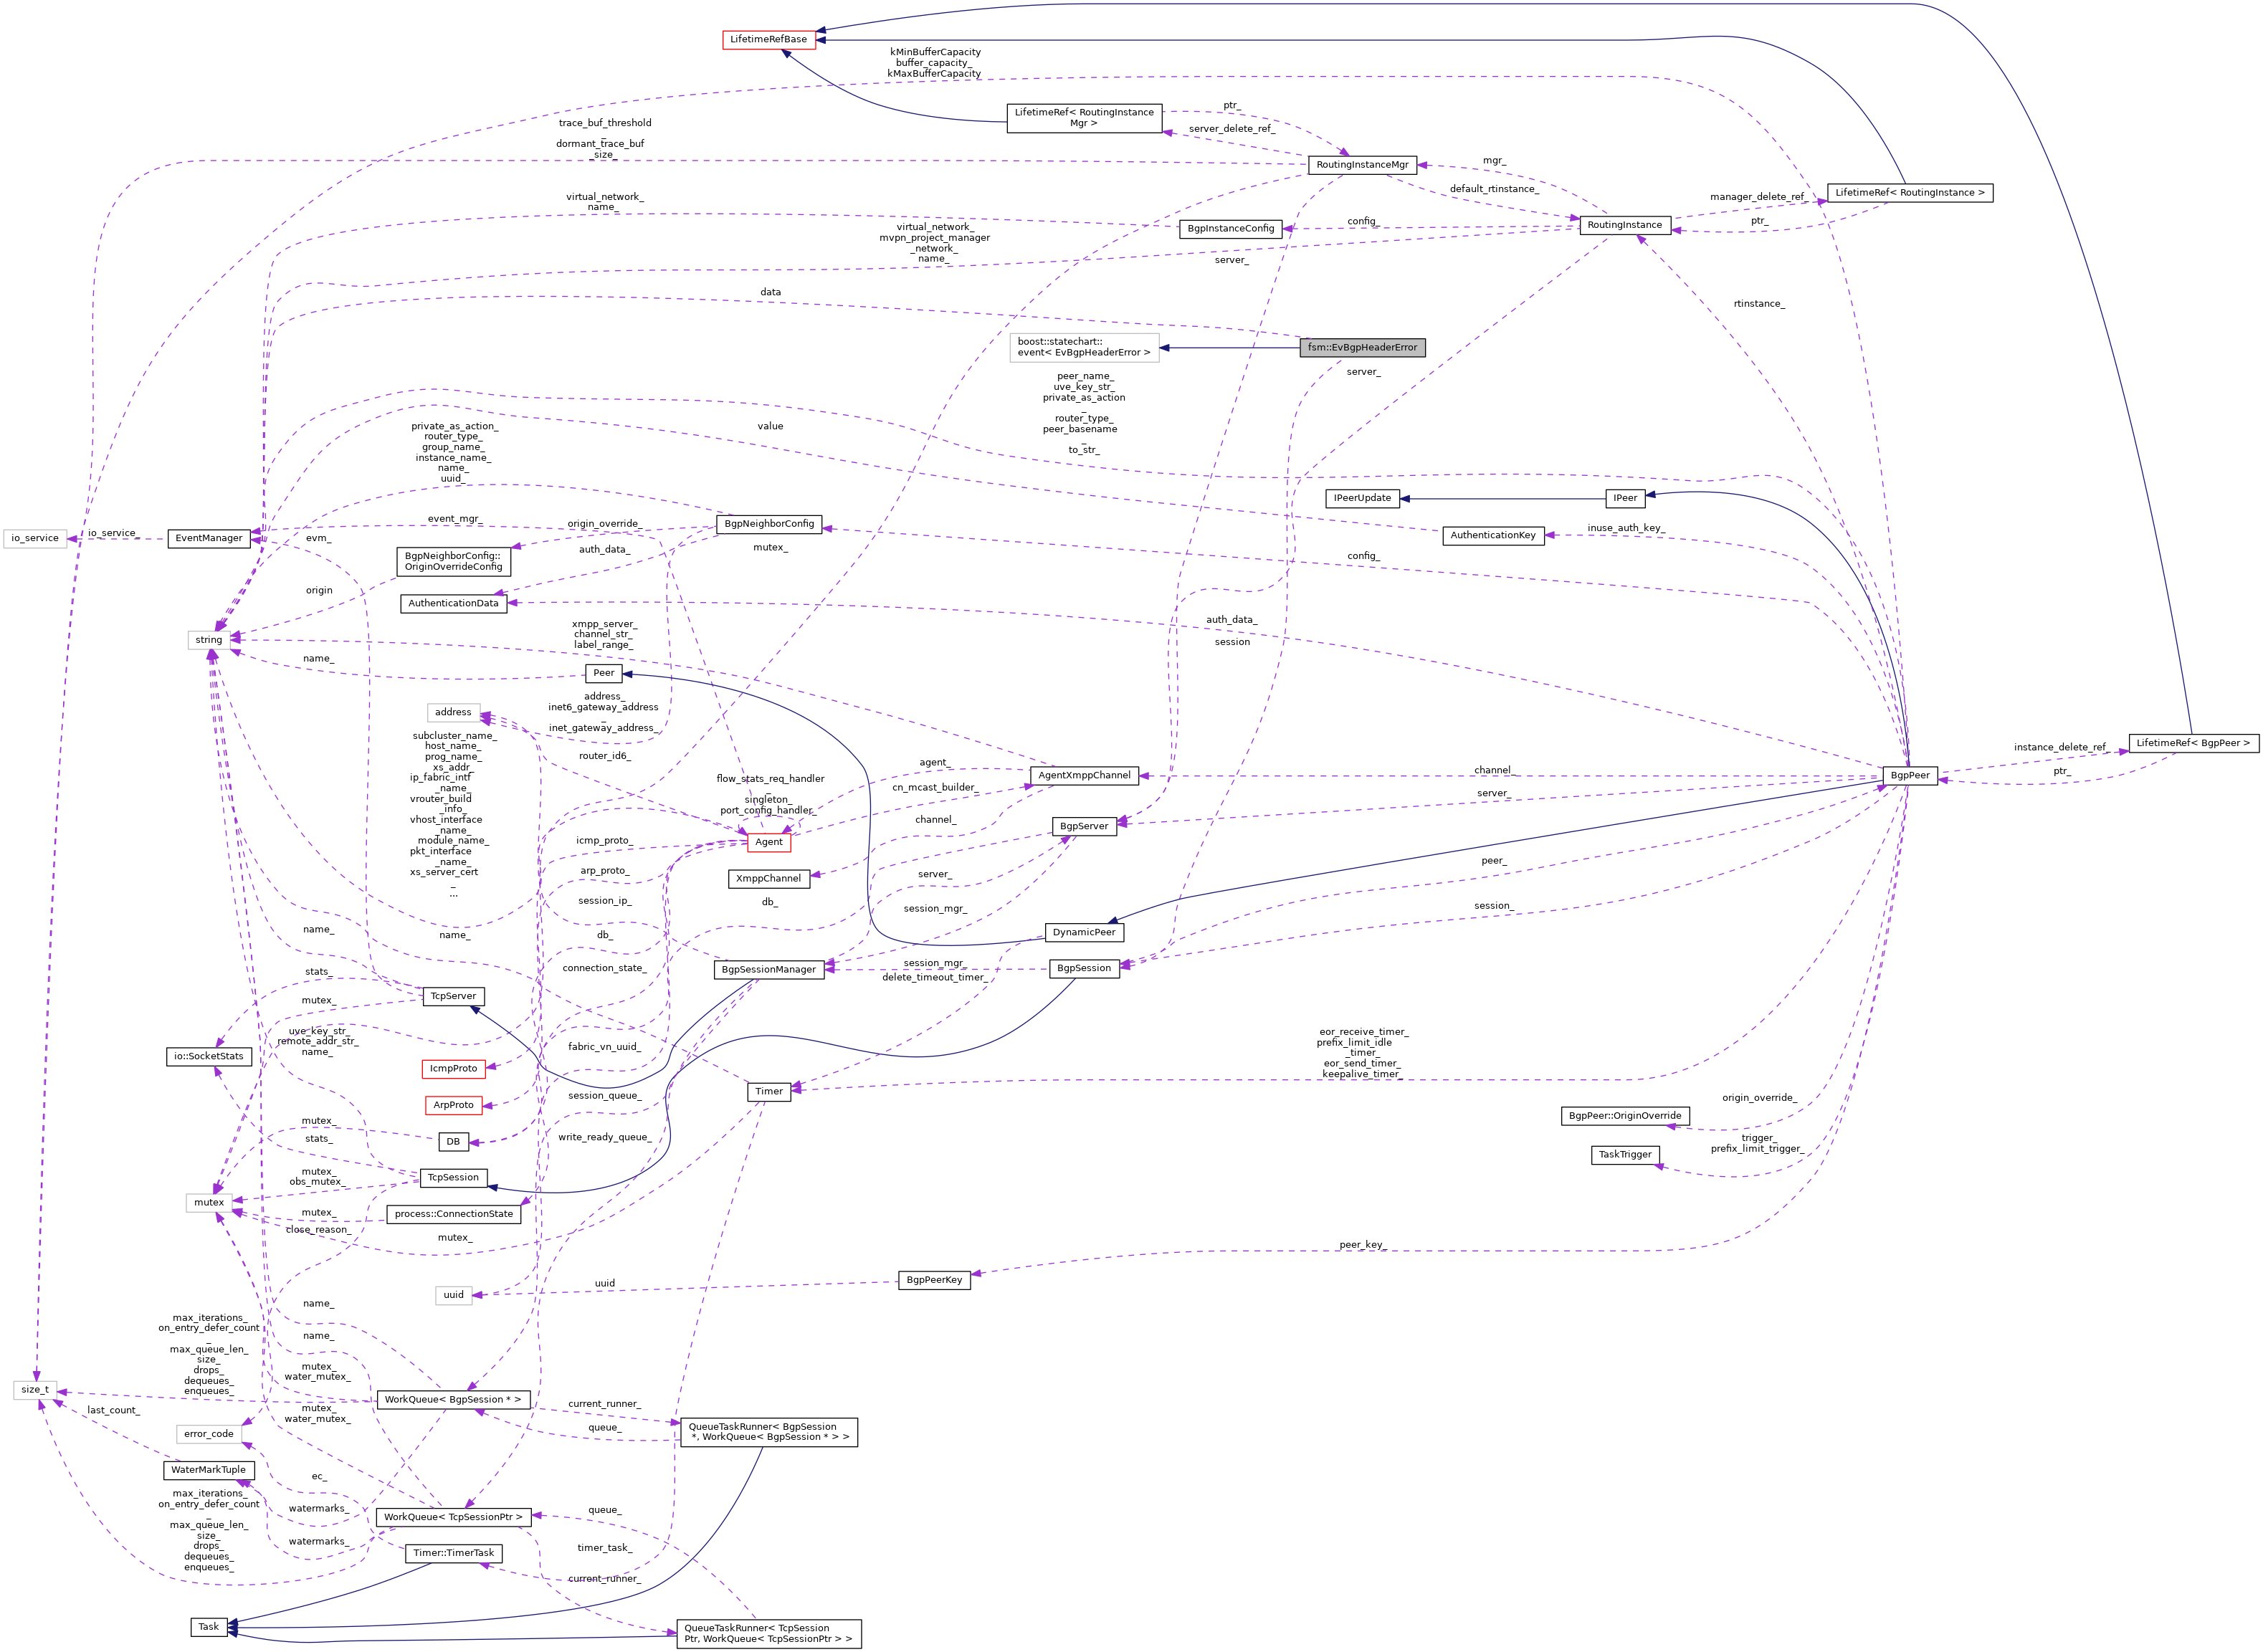 LifetimeRefBase
kMinBufferCapacity
buffer_capacity_
kMaxBufferCapacity
LifetimeRef< RoutingInstance
Mgr >
ptr_
server_delete_ref_
trace_buf_threshold
_
dormant_trace_buf
_size_
RoutingInstanceMgr
mgr_
default_rtinstance_
manager_delete_ref_
LifetimeRef< RoutingInstance >
ptr_
virtual_network_
name_
BgpInstanceConfig
config_
RoutingInstance
virtual_network_
mvpn_project_manager
_network_
name_
server_
data
rtinstance_
boost::statechart::
event< EvBgpHeaderError >
fsm::EvBgpHeaderError
server_
peer_name_
uve_key_str_
private_as_action
_
router_type_
peer_basename
_
to_str_
value
private_as_action_
router_type_
group_name_
instance_name_
name_
uuid_
IPeerUpdate
IPeer
io_service
io_service_
EventManager
event_mgr_
evm_
origin_override_
BgpNeighborConfig
AuthenticationKey
inuse_auth_key_
BgpNeighborConfig::
OriginOverrideConfig
auth_data_
mutex_
config_
origin
AuthenticationData
string
xmpp_server_
channel_str_
label_range_
auth_data_
session
name_
Peer
address
address_
inet6_gateway_address
_
inet_gateway_address_
subcluster_name_
host_name_
prog_name_
xs_addr_
ip_fabric_intf
_name_
vrouter_build
_info_
vhost_interface
_name_
module_name_
pkt_interface
_name_
xs_server_cert
_
...
router_id6_
flow_stats_req_handler
_
singleton_
port_config_handler_
agent_
cn_mcast_builder_
AgentXmppChannel
channel_
BgpPeer
instance_delete_ref_
LifetimeRef< BgpPeer >
ptr_
server_
channel_
BgpServer
Agent
icmp_proto_
arp_proto_
XmppChannel
server_
peer_
session_ip_
db_
session_mgr_
session_
name_
name_
db_
DynamicPeer
connection_state_
BgpSessionManager
session_mgr_
BgpSession
delete_timeout_timer_
stats_
TcpServer
mutex_
uve_key_str_
remote_addr_str_
name_
io::SocketStats
fabric_vn_uuid_
IcmpProto
eor_receive_timer_
prefix_limit_idle
_timer_
eor_send_timer_
keepalive_timer_
session_queue_
Timer
ArpProto
origin_override_
BgpPeer::OriginOverride
mutex_
stats_
DB
write_ready_queue_
trigger_
prefix_limit_trigger_
TaskTrigger
mutex_
obs_mutex_
TcpSession
mutex
mutex_
process::ConnectionState
close_reason_
mutex_
peer_key_
BgpPeerKey
uuid
uuid
name_
max_iterations_
on_entry_defer_count
_
max_queue_len_
size_
drops_
dequeues_
enqueues_
name_
mutex_
water_mutex_
size_t
WorkQueue< BgpSession * >
last_count_
mutex_
water_mutex_
current_runner_
queue_
QueueTaskRunner< BgpSession
*, WorkQueue< BgpSession * > >
error_code
WaterMarkTuple
ec_
max_iterations_
on_entry_defer_count
_
max_queue_len_
size_
drops_
dequeues_
enqueues_
watermarks_
watermarks_
WorkQueue< TcpSessionPtr >
queue_
Timer::TimerTask
timer_task_
current_runner_
Task
QueueTaskRunner< TcpSession
Ptr, WorkQueue< TcpSessionPtr > >